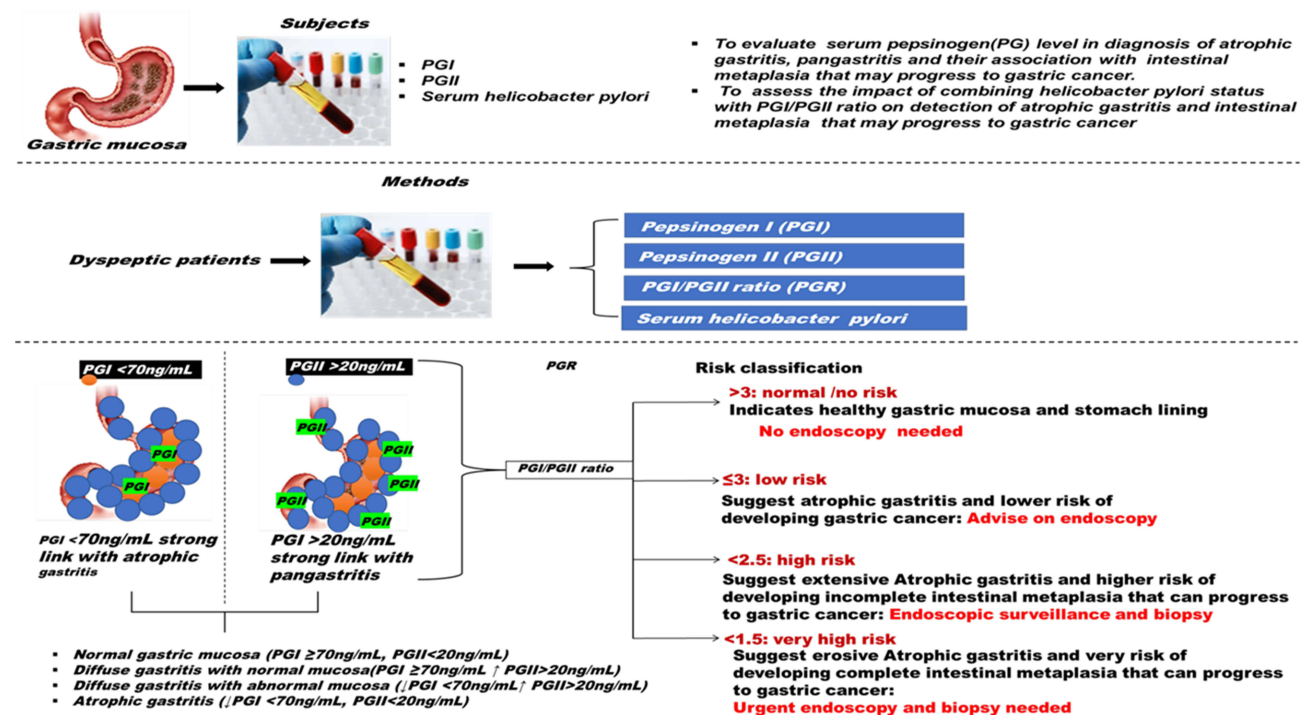 Subjects
▪ PGI
▪ PGII
▪ Serum helicobacter pylori
Gastric mucosa
▪ To evaluate serum pepsinogen(PG) level in diagnosis of atrophic
gastritis, pangastritis and their association with intestinal
metaplasia that may progress to gastric cancer.
▪ To assess the impact of combining helicobacter pylori status
with PGI/PGII ratio on detection of atrophic gastritis and intestinal
metaplasia that may progress to gastric cancer
Methods
Dyspeptic patients
Pepsinogen I (PGI)
Pepsinogen II (PGII)
PGI/PGII ratio (PGR)
Serum helicobacter pylori
PGI <70ng/mL
PGI
PGI
PGI <70ng/mL strong
link with atrophic
gastritis
PGII >20ng/mL
PGII
PGII
PGII
PGII
PGII
PGI >20ng/mL
strong link with
pangastritis
▪ Normal gastric mucosa (PGI ≥70ng/mL, PGII<20ng/mL)
▪ Diffuse gastritis with normal mucosa(PGI ≥70ng/mL ↑ PGII>20ng/mL)
▪ Diffuse gastritis with abnormal mucosa (↓PGI <70ng/mL↑ PGII>20ng/mL)
▪ Atrophic gastritis (↓PGI <70ng/mL, PGII<20ng/mL)
PGR
PGI/PGII ratio
Risk classification
>3: normal /no risk
Indicates healthy gastric mucosa and stomach lining
No endoscopy needed
≤3: low risk
Suggest atrophic gastritis and lower risk of
developing gastric cancer: Advise on endoscopy
<2.5: high risk
Suggest extensive Atrophic gastritis and higher risk of
developing incomplete intestinal metaplasia that can progress
to gastric cancer: Endoscopic surveillance and biopsy
<1.5: very high risk
Suggest erosive Atrophic gastritis and very risk of
developing complete intestinal metaplasia that can progress
to gastric cancer:
Urgent endoscopy and biopsy needed